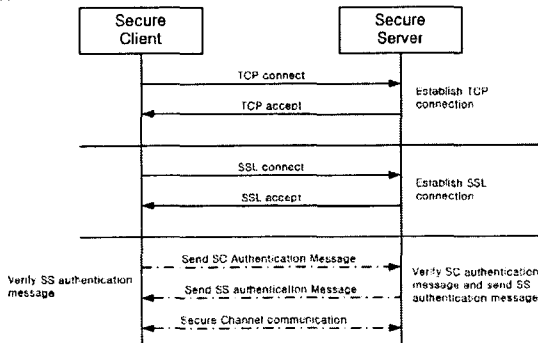 Secure
Client
Secure
Server
TCP connect
TCP accept
Establish TCP
connection
SSL connect
SSL accept
Establish SSL
connection
Send SC Authentication Message
Verify SS authentication
message
Verify SC authentication
message and send SS
authentication message
Send SS authentication Message
Secure Channel communication